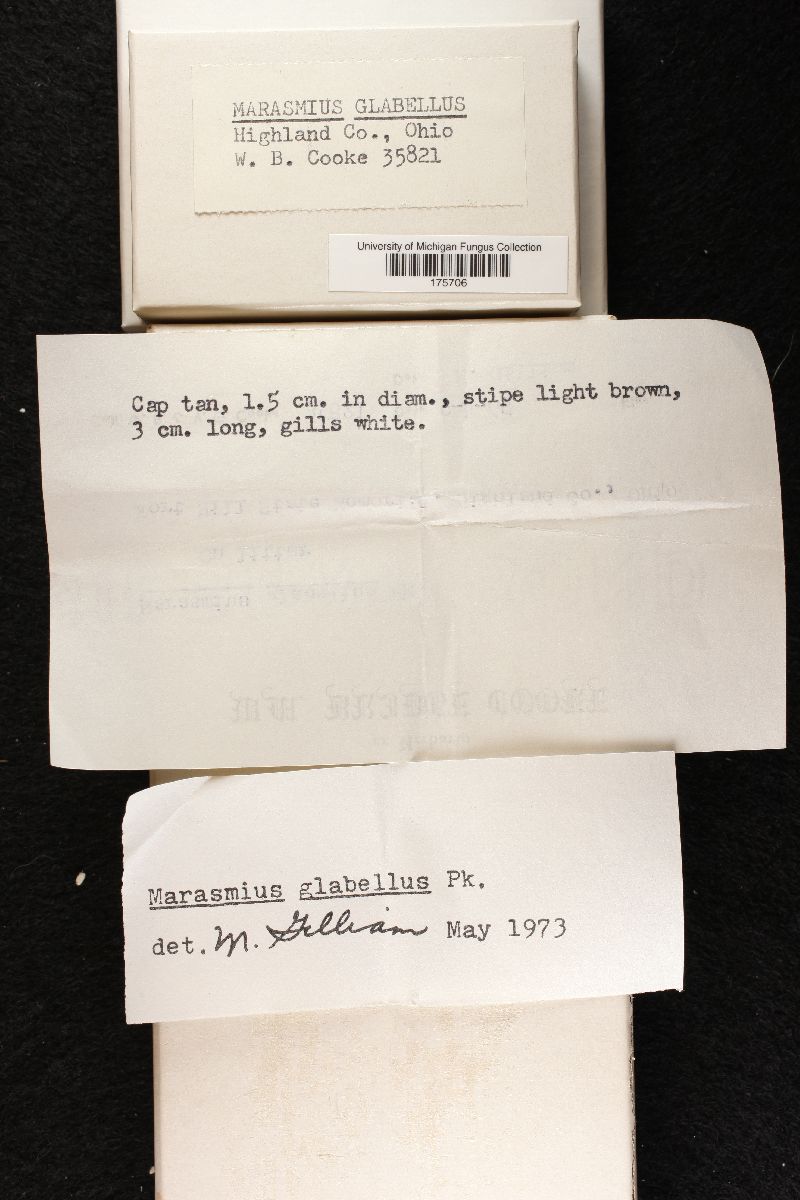 MARASMIUS GLABELLUS
Highland Co., Ohio
W. B. Cooke 35821
University of Michigan Fungus Collection
175706
Cap tan, 1.5 cm. in diam., stipe light brown,
3 cm. long, gills white.
Marasmius glabellus Pk.
det. M. Gilliam May 1973